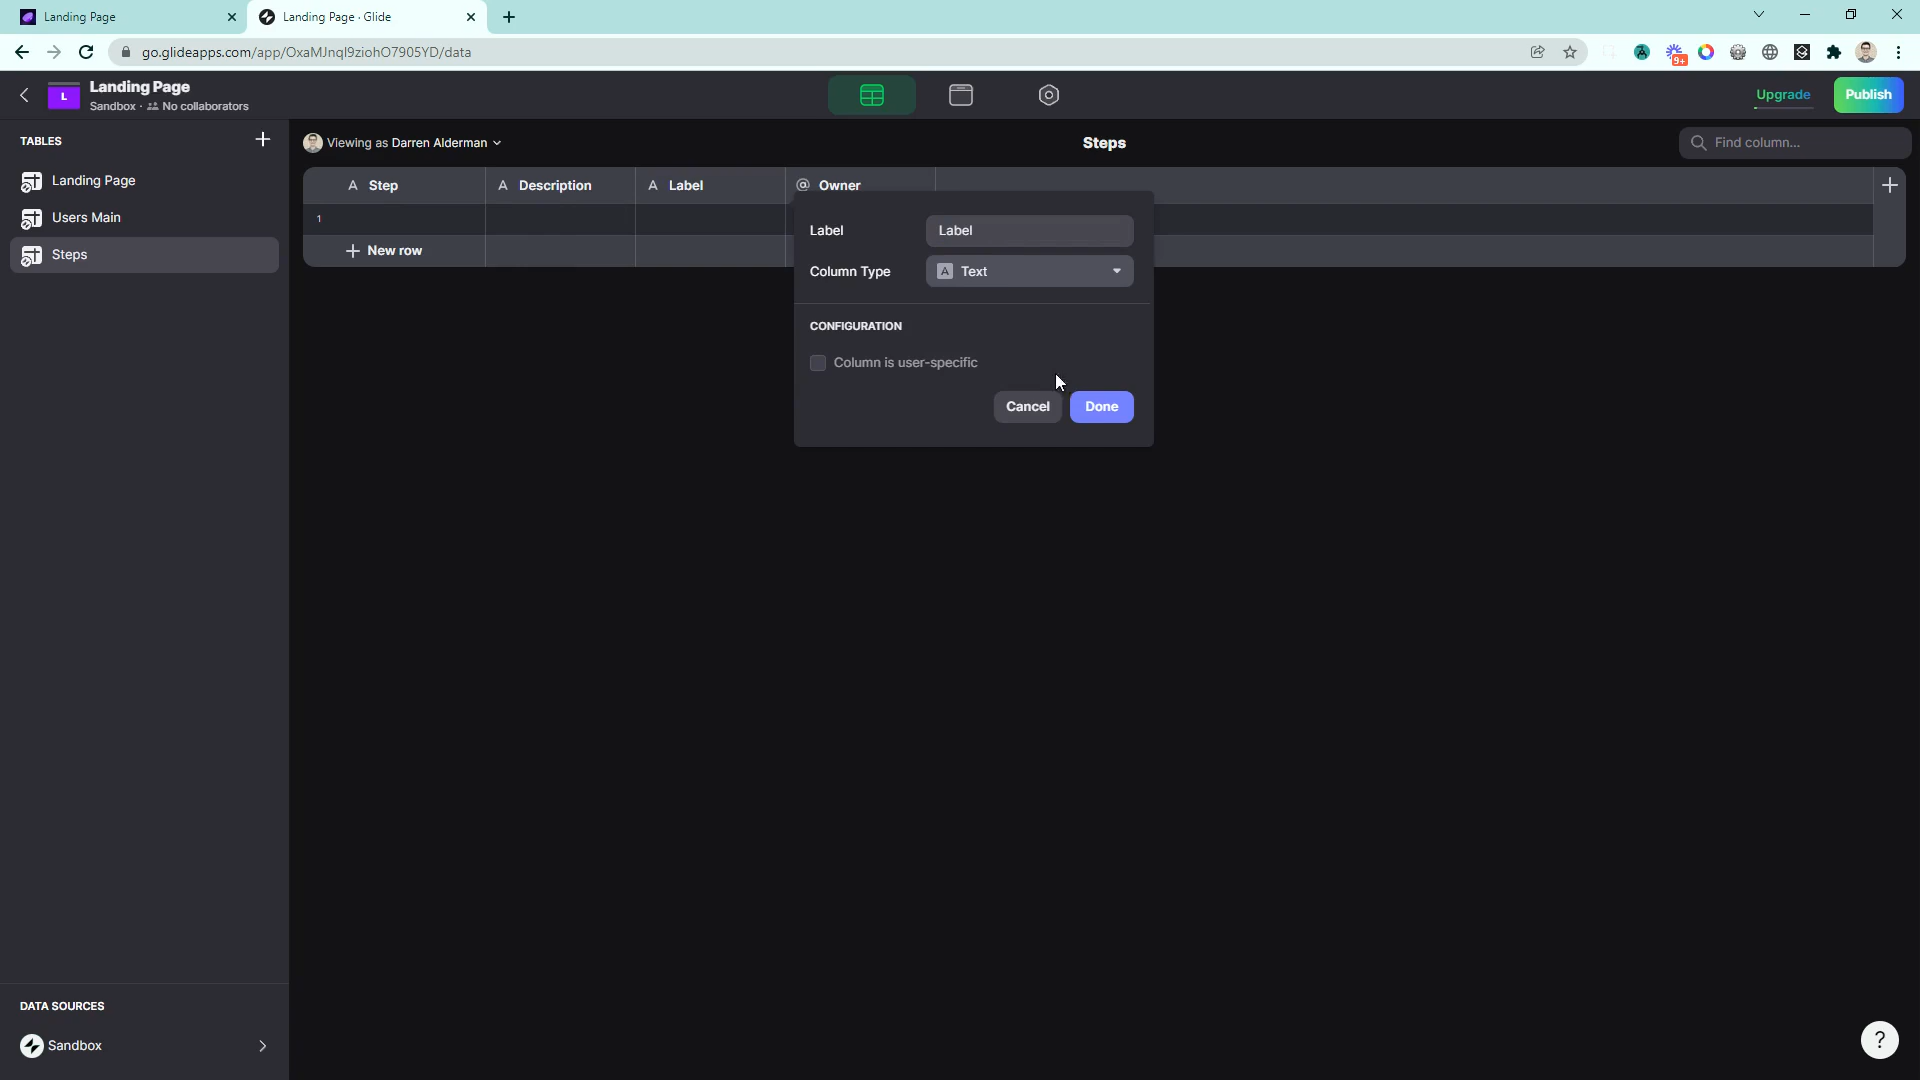 Landing Page
Landing Page · Glide
go.glideapps.com/app/OxaMJnqI9ziohO7905YD/data
9+
L
Landing Page
Sandbox · No collaborators
Upgrade
Publish
TABLES
Viewing as Darren Alderman
Steps
Find column...
Landing Page
Users Main
Steps
A Step
A Description
A Label
@ Owner
1
New row
Label
Label
Column Type
A Text
CONFIGURATION
Column is user-specific
Cancel
Done
DATA SOURCES
Sandbox
?